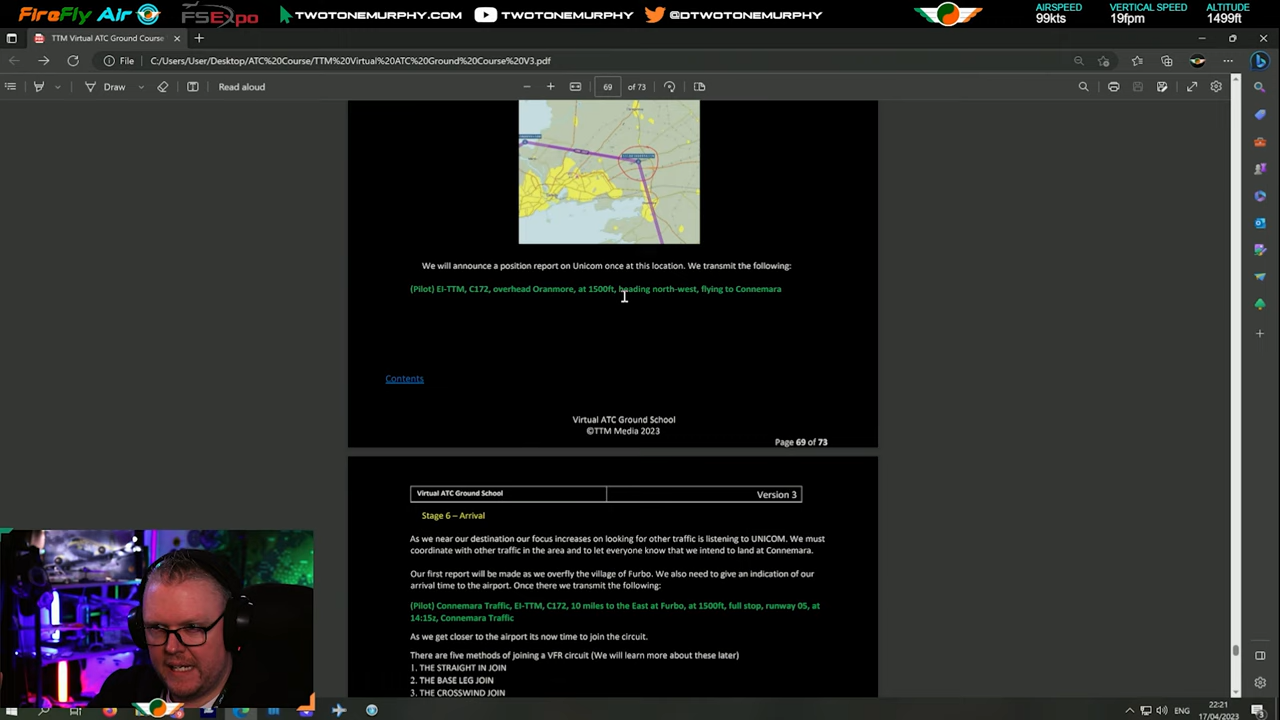 FireFly Air
FSExpo
TWOTONEMURPHY.COM
TWOTONEMURPHY
@DTWOTONEMURPHY
AIRSPEED
99kts
VERTICAL SPEED
19fpm
ALTITUDE
1499ft
TTM Virtual ATC Ground Course
File
C:/Users/User/Desktop/ATC%20Course/TTM%20Virtual%20ATC%20Ground%20Course%20V3.pdf
Draw
Read aloud
69
of 73
We will announce a position report on Unicom once at this location. We transmit the following:
(Pilot) EI-TTM, C172, overhead Oranmore, at 1500ft, heading north-west, flying to Connemara
Contents
Virtual ATC Ground School
©TTM Media 2023
Page 69 of 73
Virtual ATC Ground School
Version 3
Stage 6 – Arrival
As we near our destination our focus increases on looking for other traffic is listening to UNICOM. We must
coordinate with other traffic in the area and to let everyone know that we intend to land at Connemara.
Our first report will be made as we overfly the village of Furbo. We also need to give an indication of our
arrival time to the airport. Once there we transmit the following:
(Pilot) Connemara Traffic, EI-TTM, C172, 10 miles to the East at Furbo, at 1500ft, full stop, runway 05, at
14:15z, Connemara Traffic
As we get closer to the airport its now time to join the circuit.
There are five methods of joining a VFR circuit (We will learn more about these later)
1. THE STRAIGHT IN JOIN
2. THE BASE LEG JOIN
3. THE CROSSWIND JOIN
ENG
22:21
17/04/2023